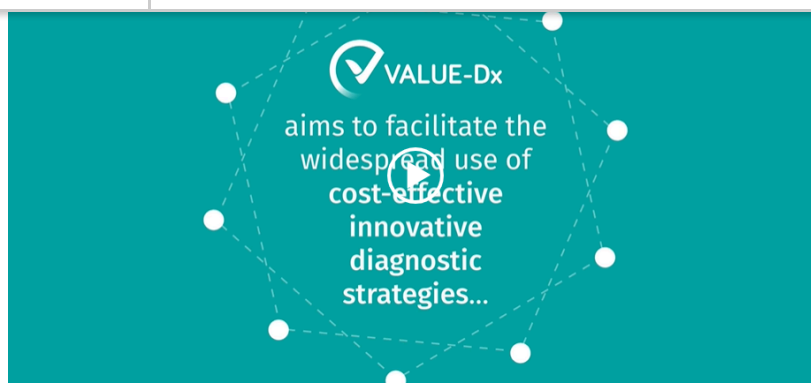 VALUE-Dx
aims to facilitate the
widespread use of
cost-effective
innovative
diagnostic
strategies...